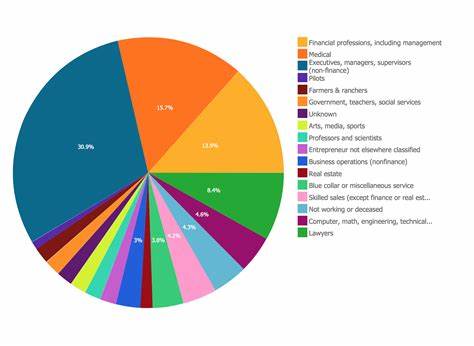 Financial professions, including management
Medical
Executives, managers, supervisors
(non-finance)
Pilots
Farmers & ranchers
Government, teachers, social services
Unknown
Arts, media, sports
Professors and scientists
Entrepreneur not elsewhere classified
Business operations (nonfinance)
Real estate
Blue collar or miscellaneous service
Skilled sales (except finance or real est...
Not working or deceased
Computer, math, engineering, technical...
Lawyers
15.7%
13.9%
30.9%
8.4%
4.6%
4.3%
4.2%
3.8%
3%